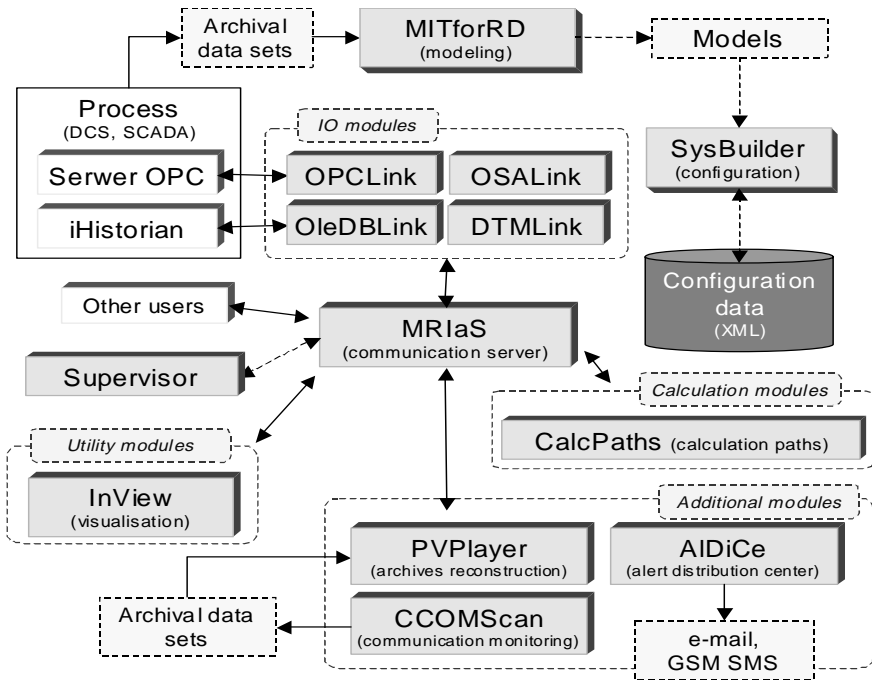 Archival
data sets
MITforRD
(modeling)
Models
Process
(DCS, SCADA)
Serwer OPC
iHistorian
IO modules
OPCLink
OSALink
OleDBLink
DTMLink
SysBuilder
(configuration)
Configuration
data
(XML)
Other users
MRIaS
(communication server)
Supervisor
Calculation modules
CalcPaths (calculation paths)
Utility modules
InView
(visualisation)
Additional modules
PVPlayer
(archives reconstruction)
AlDiCe
(alert distribution center)
Archival data
sets
CCOMScan
(communication monitoring)
e-mail,
GSM SMS